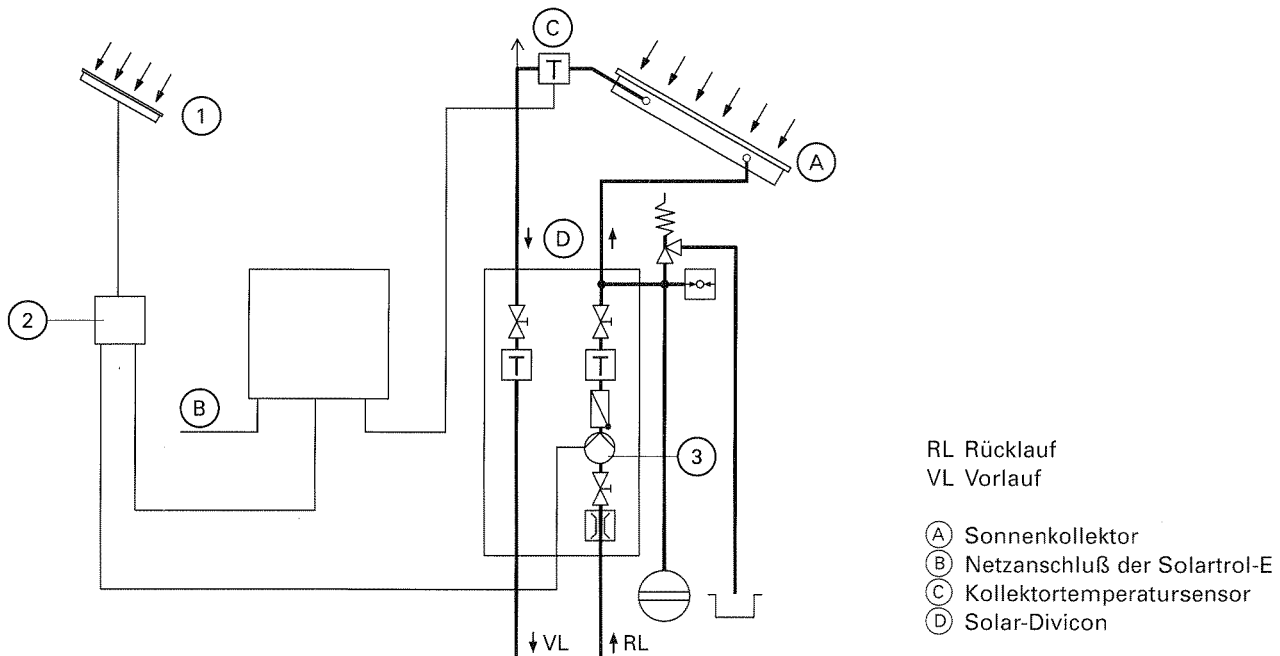 C
T
1
A
D
2
T
T
B
3
VL
RL
RL Rücklauf
VL Vorlauf
A Sonnenkollektor
B Netzanschluß der Solartrol-E
C Kollektortemperatursensor
D Solar-Divicon